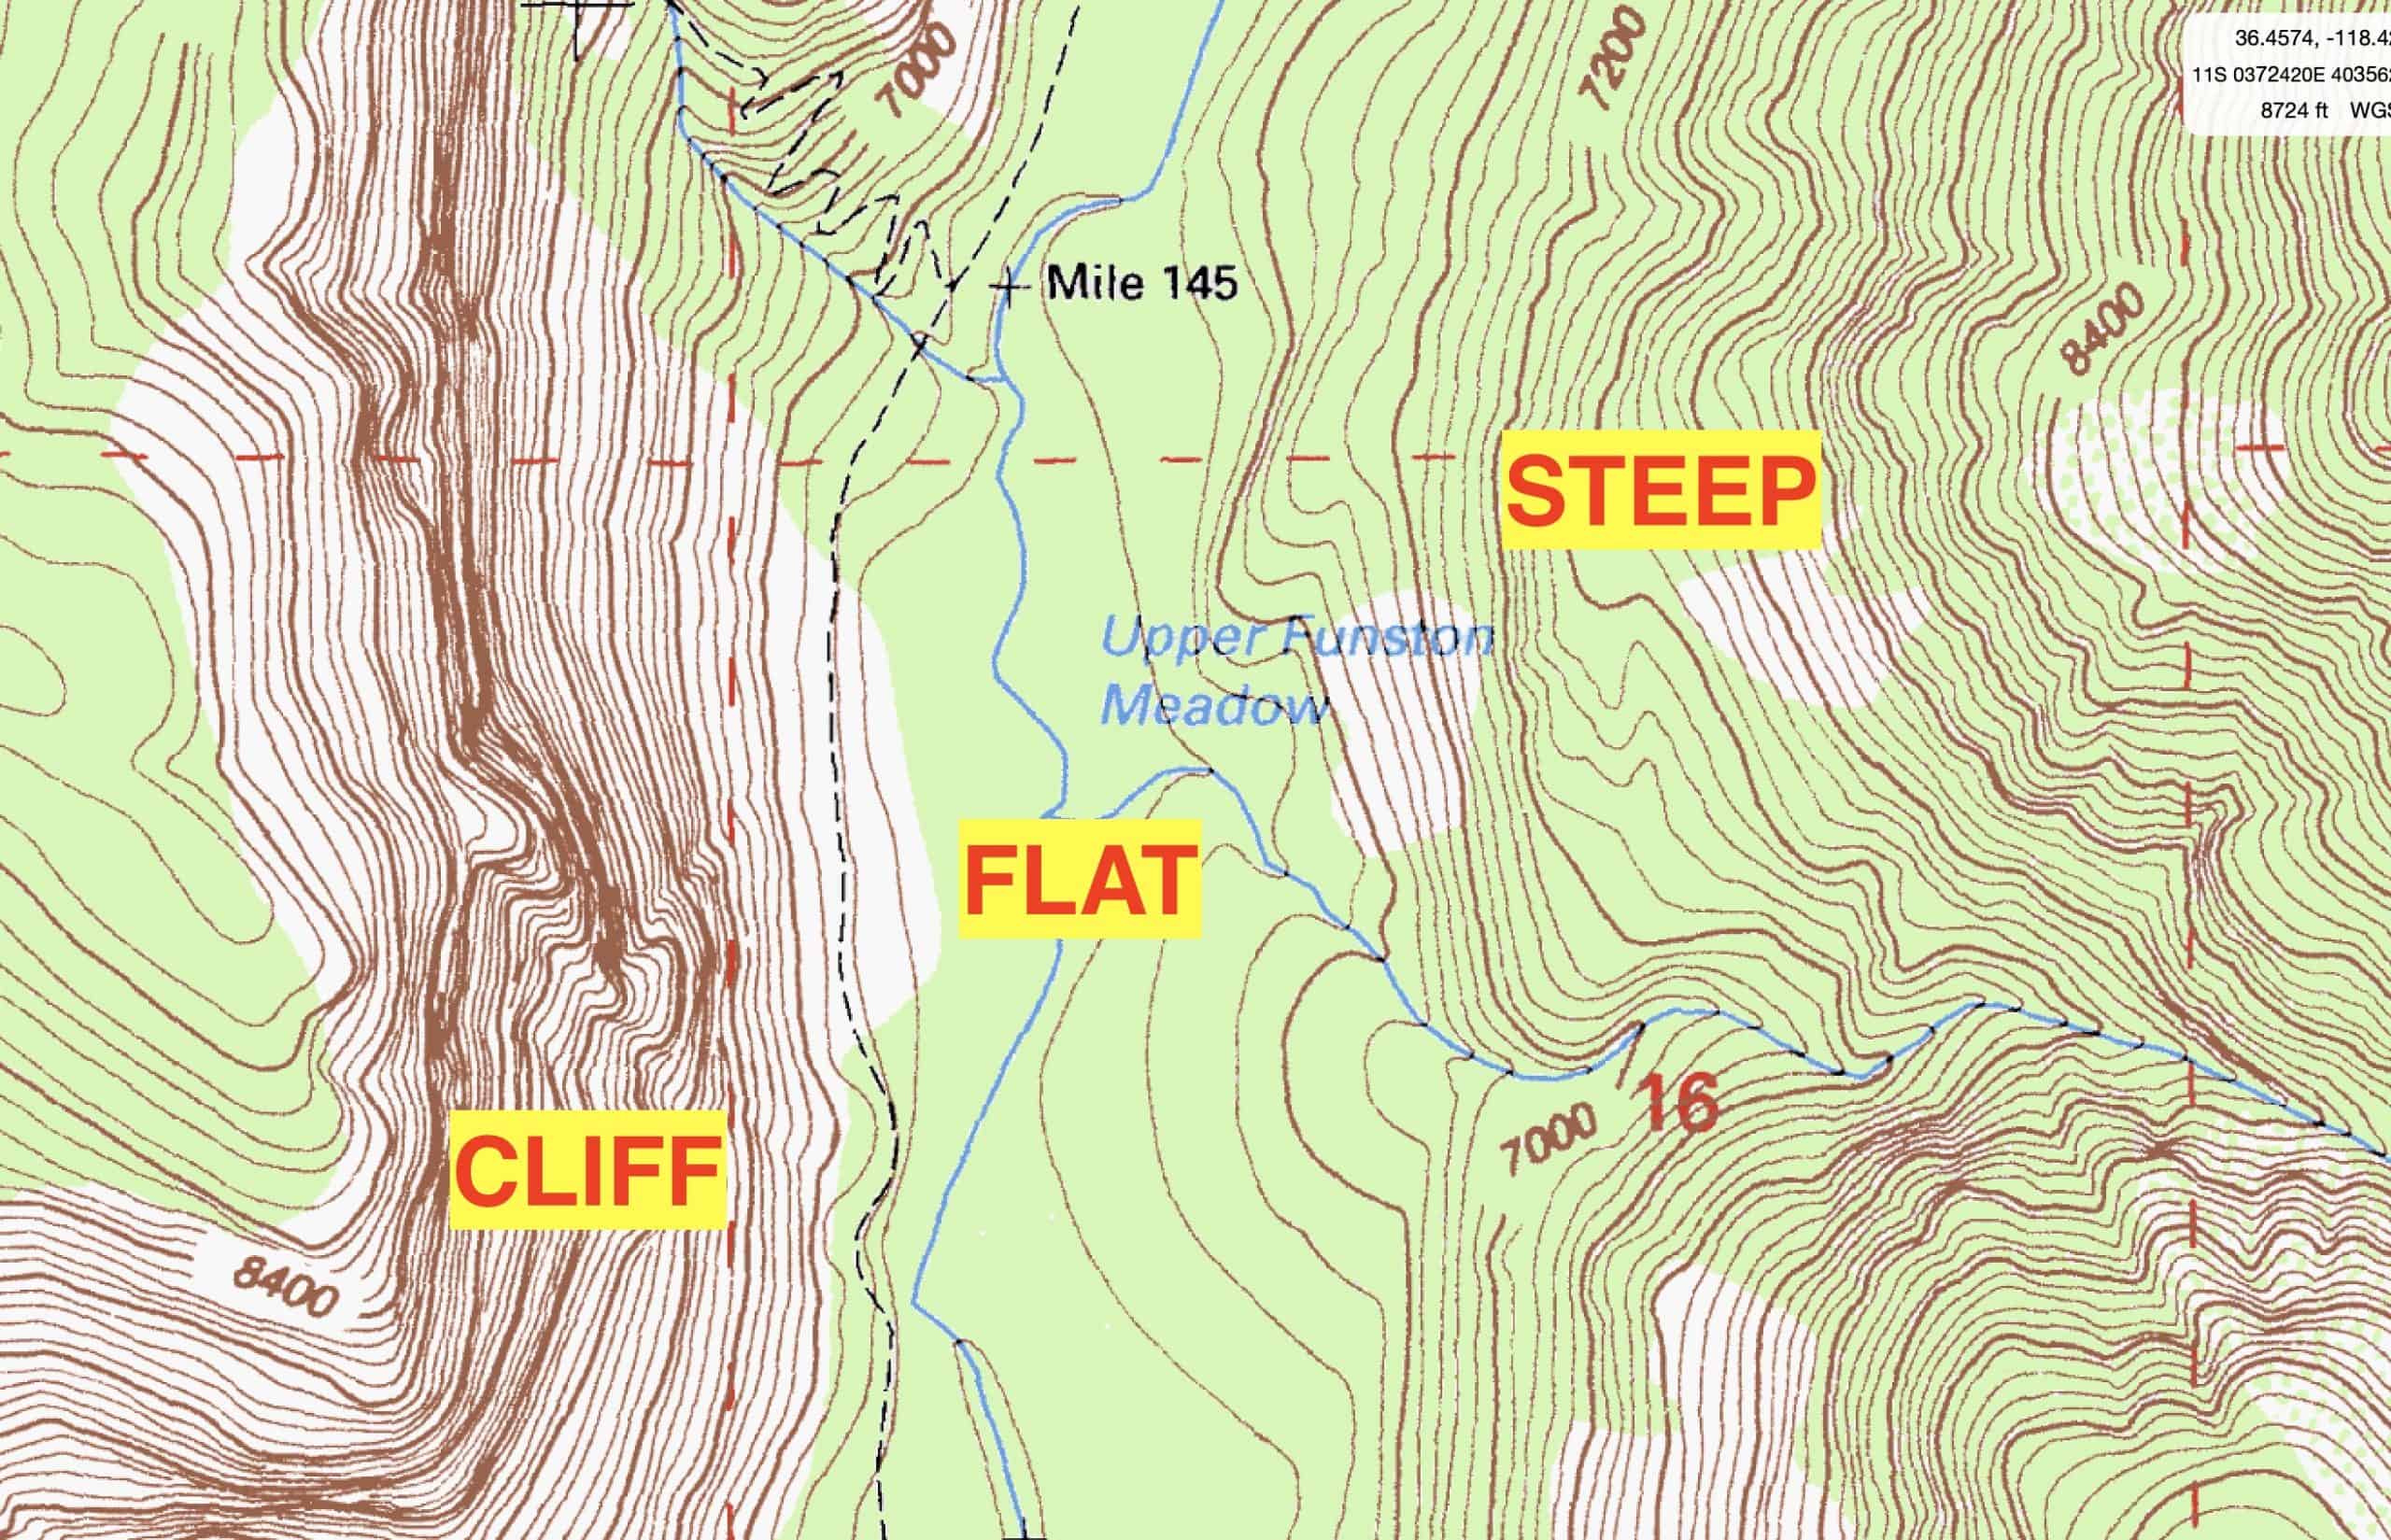 36.4574, -118.42
11S 0372420E 403562
8724 ft WGS
7000
7200
Mile 145
8400
STEEP
Upper Funston
Meadow
FLAT
16
7000
CLIFF
8400